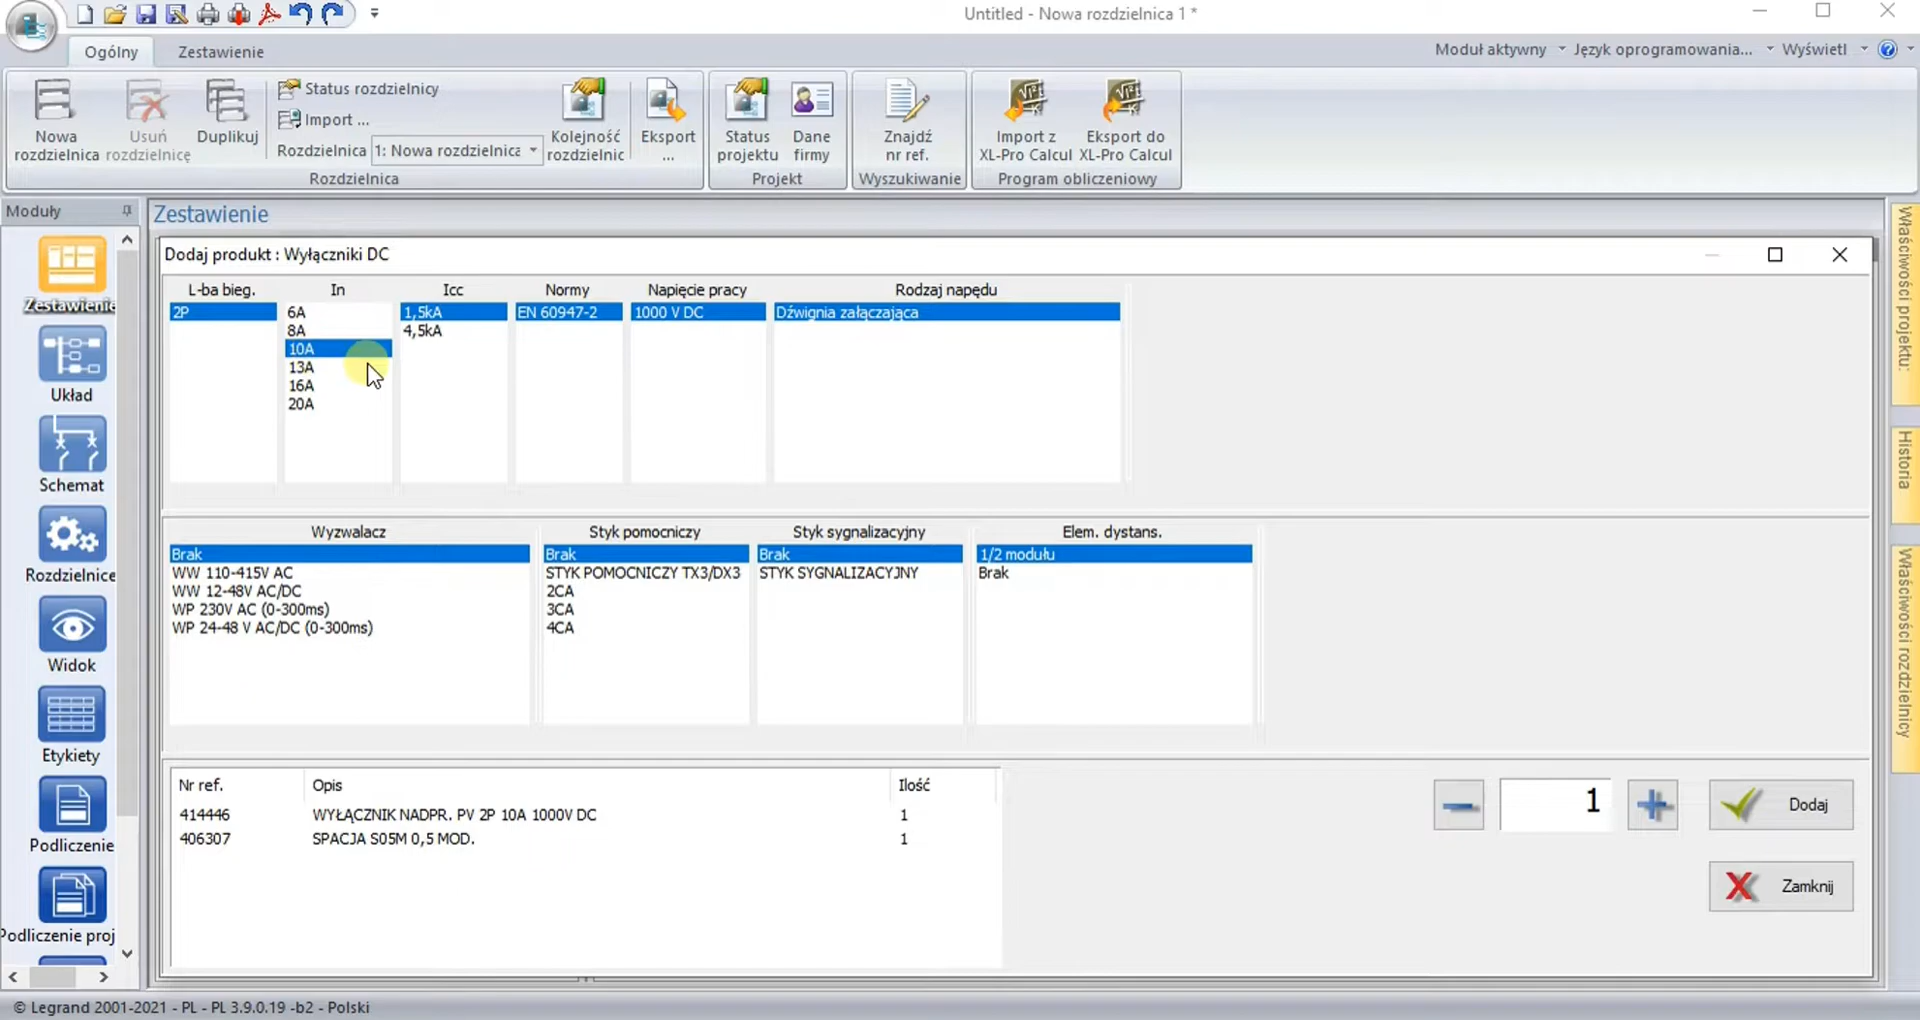 Untitled - Nowa rozdzielnica 1 *
Ogólny
Zestawienie
Moduł aktywny
Język oprogramowania...
Wyświetl
Nowa rozdzielnica
Usuń rozdzielnicę
Duplikuj
Status rozdzielnicy
Import ...
Rozdzielnica
1: Nowa rozdzielnica
Kolejność rozdzielnic
Eksport ...
Status projektu
Dane firmy
Znajdź nr ref.
Import z XL-Pro Calcul
Eksport do XL-Pro Calcul
Rozdzielnica
Projekt
Wyszukiwanie
Program obliczeniowy
Moduły
Zestawienie
Układ
Schemat
Rozdzielnice
Widok
Etykiety
Podliczenie
Podliczenie proj
Zestawienie
Dodaj produkt : Wyłączniki DC
L-ba bieg.
2P
In
6A
8A
10A
13A
16A
20A
Icc
1,5kA
4,5kA
Normy
EN 60947-2
Napięcie pracy
1000 V DC
Rodzaj napędu
Dźwignia załączająca
Wyzwalacz
Brak
WW 110-415V AC
WW 12-48V AC/DC
WP 230V AC (0-300ms)
WP 24-48 V AC/DC (0-300ms)
Styk pomocniczy
Brak
STYK POMOCNICZY TX3/DX3
2CA
3CA
4CA
Styk sygnalizacyjny
Brak
STYK SYGNALIZACYJNY
Elem. dystans.
1/2 modułu
Brak
Nr ref. Opis Ilość
414446 WYŁĄCZNIK NADPR. PV 2P 10A 1000V DC 1
406307 SPACJA S05M 0,5 MOD. 1
1
Dodaj
Zamknij
Właściwości projektu:
Historia
Właściwości rozdzielnicy
© Legrand 2001-2021 - PL - PL 3.9.0.19 -b2 - Polski